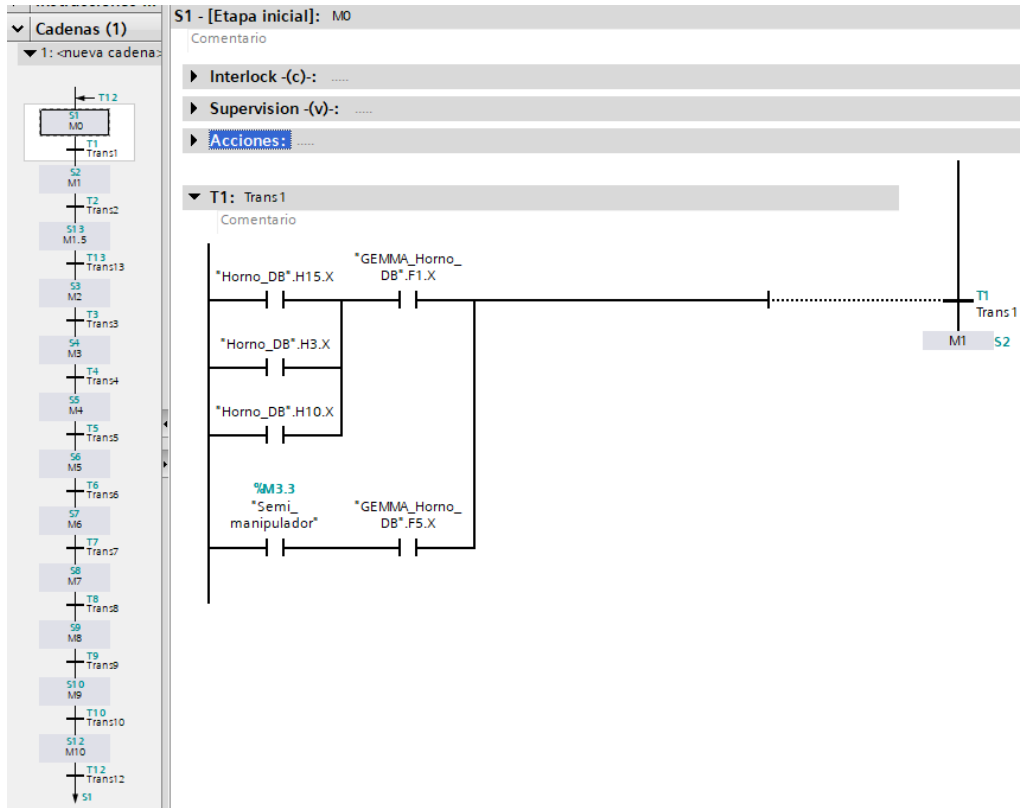 Cadenas (1)
1: <nueva cadena>
T12
S1
M0
T1
Trans1
S2
M1
T2
Trans2
S13
M1.5
T13
Trans13
S3
M2
T3
Trans3
S4
M3
T4
Trans4
S5
M4
T5
Trans5
S6
M5
T6
Trans6
S7
M6
T7
Trans7
S8
M7
T8
Trans8
S9
M8
T9
Trans9
S10
M9
T10
Trans10
S12
M10
T12
Trans12
S1
S1 - [Etapa inicial]: M0
Comentario
Interlock -(c)-: .....
Supervision -(v)-: .....
Acciones: .....
T1: Trans1
Comentario
"Horno_DB".H15.X
"GEMMA_Horno_
DB".F1.X
"Horno_DB".H3.X
"Horno_DB".H10.X
%M3.3
"Semi_
manipulador"
"GEMMA_Horno_
DB".F5.X
T1
Trans1
M1 S2